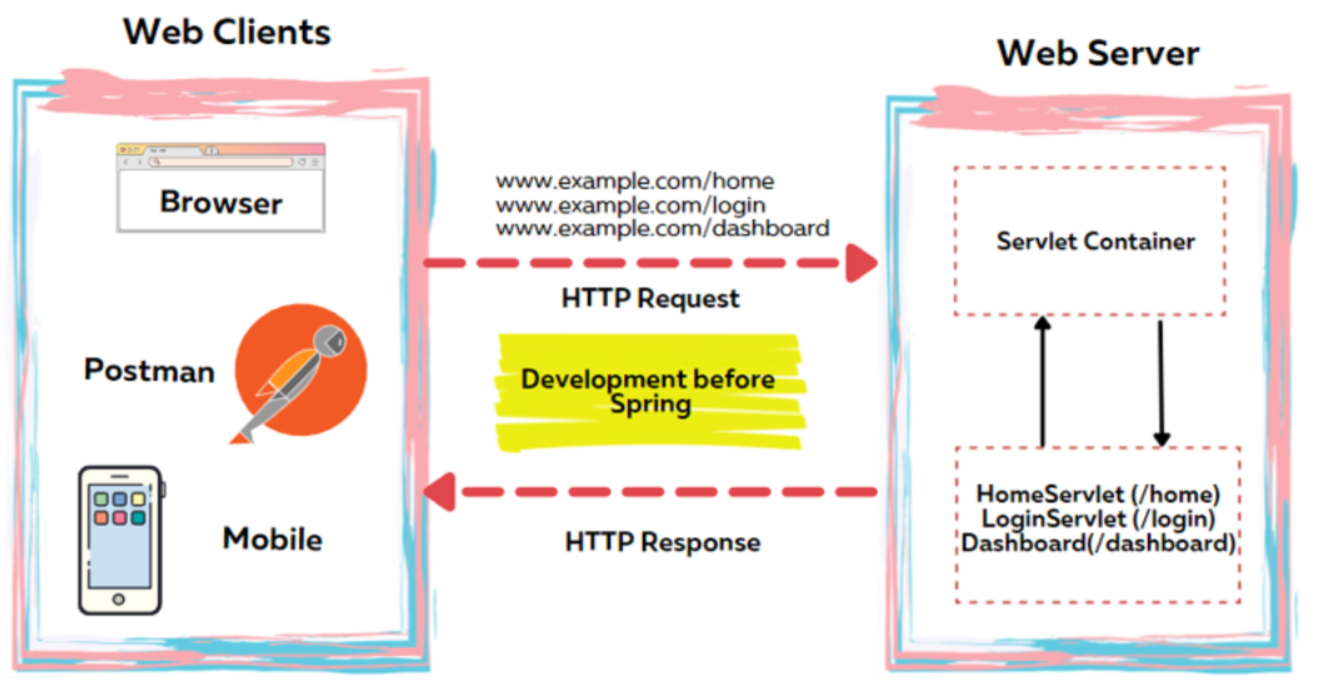 Web Clients
Browser
Postman
Mobile
www.example.com/home
www.example.com/login
www.example.com/dashboard
HTTP Request
Development before
Spring
HTTP Response
Web Server
Servlet Container
HomeServlet (/home)
LoginServlet (/login)
Dashboard(/dashboard)